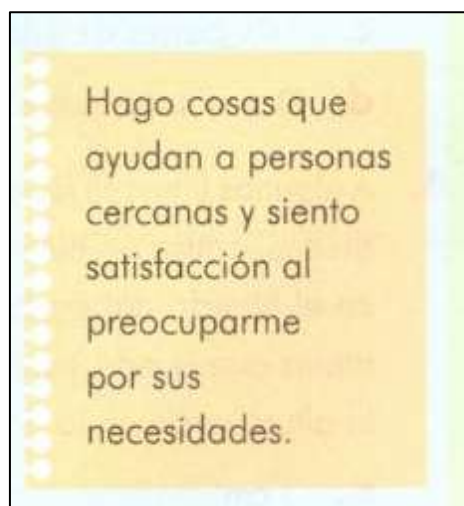 Hago cosas que
ayudan a personas
cercanas y siento
satisfacción al
preocuparme
por sus
necesidades.